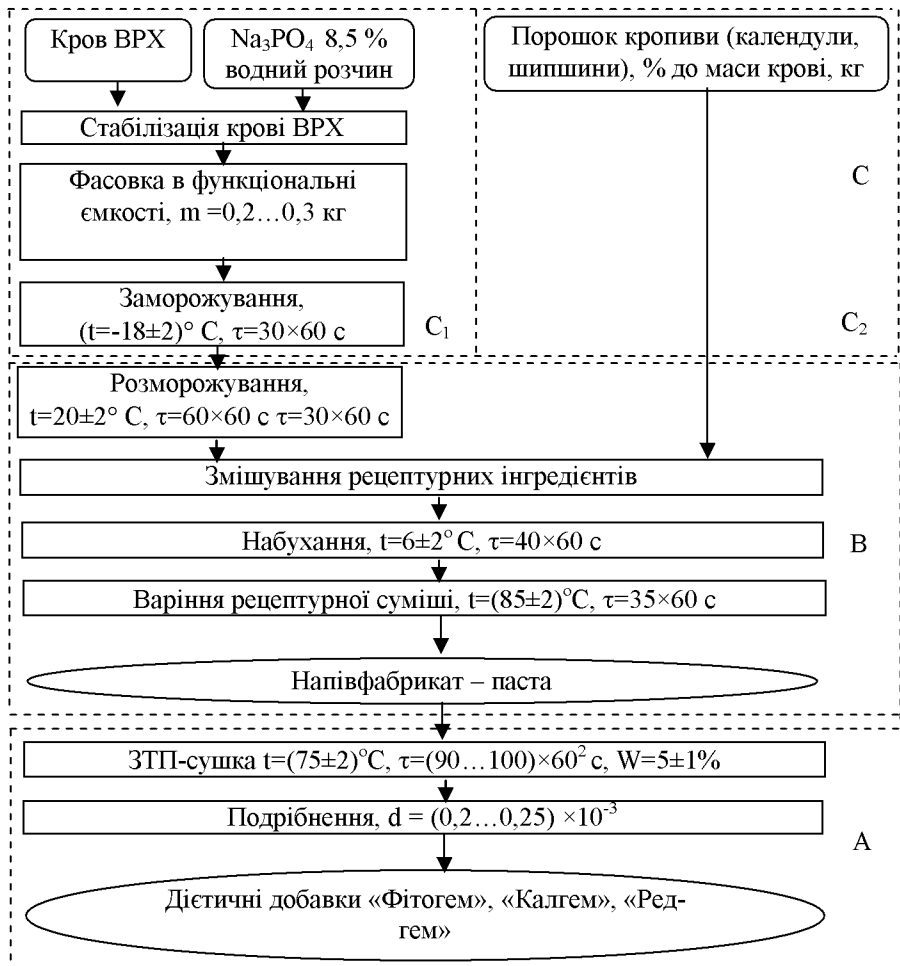 Кров ВРХ
Na₃PO₄ 8,5 %
водний розчин
Порошок кропиви (календули,
шипшини), % до маси крові, кг
Стабілізація крові ВРХ
Фасовка в функціональні
ємкості, m =0,2…0,3 кг
С
Заморожування,
(t=-18±2)° С, τ=30×60 с
С₁
С₂
Розморожування,
t=20±2° С, τ=60×60 с τ=30×60 с
Змішування рецептурних інгредієнтів
Набухання, t=6±2° С, τ=40×60 с
В
Варіння рецептурної суміші, t=(85±2)°С, τ=35×60 с
Напівфабрикат – паста
ЗТП-сушка t=(75±2)°С, τ=(90…100)×60² с, W=5±1%
Подрібнення, d = (0,2…0,25) ×10⁻³
А
Дієтичні добавки «Фітогем», «Калгем», «Ред-
гем»